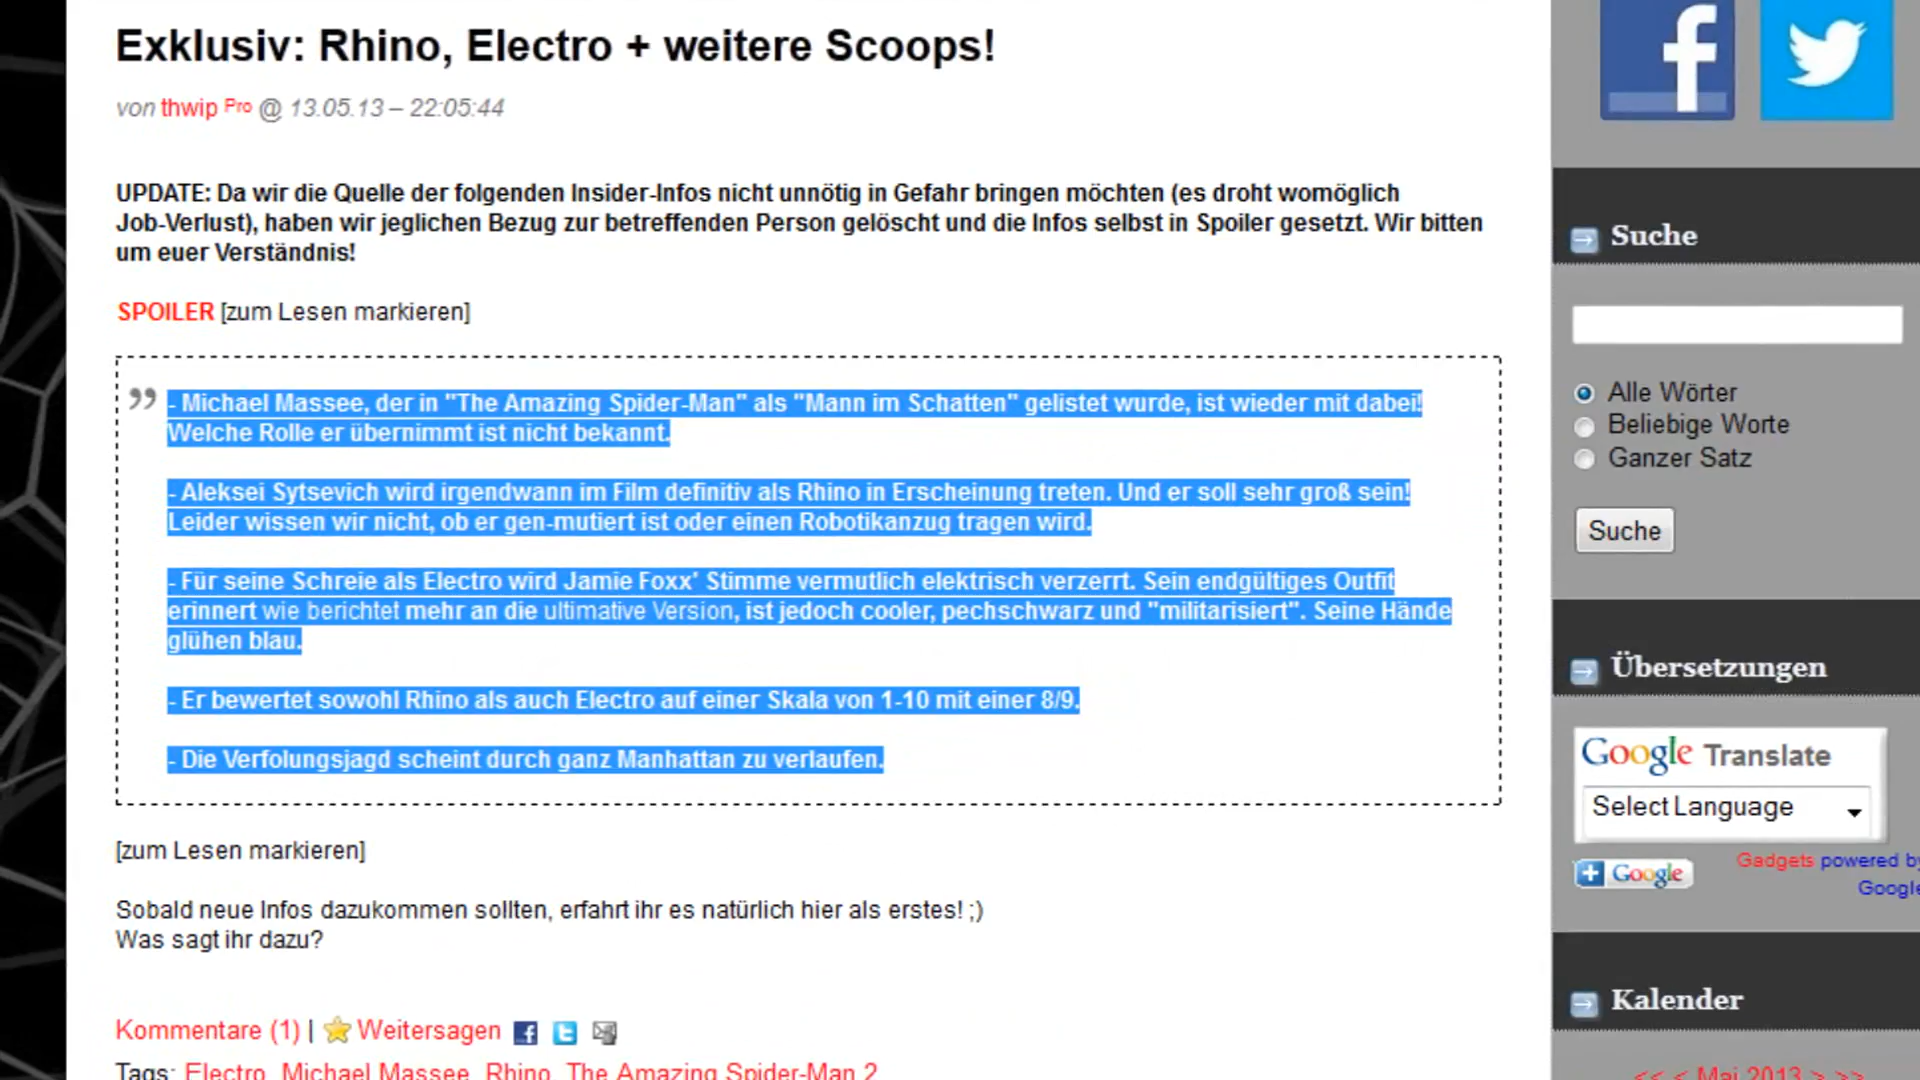 Exklusiv: Rhino, Electro + weitere Scoops!
von thwip Pro @ 13.05.13 – 22:05:44
UPDATE: Da wir die Quelle der folgenden Insider-Infos nicht unnötig in Gefahr bringen möchten (es droht womöglich
Job-Verlust), haben wir jeglichen Bezug zur betreffenden Person gelöscht und die Infos selbst in Spoiler gesetzt. Wir bitten
um euer Verständnis!
SPOILER [zum Lesen markieren]
” - Michael Massee, der in "The Amazing Spider-Man" als "Mann im Schatten" gelistet wurde, ist wieder mit dabei!
Welche Rolle er übernimmt ist nicht bekannt.
- Aleksei Sytsevich wird irgendwann im Film definitiv als Rhino in Erscheinung treten. Und er soll sehr groß sein!
Leider wissen wir nicht, ob er gen-mutiert ist oder einen Robotikanzug tragen wird.
- Für seine Schreie als Electro wird Jamie Foxx' Stimme vermutlich elektrisch verzerrt. Sein endgültiges Outfit
erinnert wie berichtet mehr an die ultimative Version, ist jedoch cooler, pechschwarz und "militarisiert". Seine Hände
glühen blau.
- Er bewertet sowohl Rhino als auch Electro auf einer Skala von 1-10 mit einer 8/9.
- Die Verfolungsjagd scheint durch ganz Manhattan zu verlaufen.
[zum Lesen markieren]
Sobald neue Infos dazukommen sollten, erfahrt ihr es natürlich hier als erstes! ;)
Was sagt ihr dazu?
Kommentare (1) | Weitersagen
Tags: Electro, Michael Massee, Rhino, The Amazing Spider-Man 2
Suche
Alle Wörter
Beliebige Worte
Ganzer Satz
Suche
Übersetzungen
Google Translate
Select Language
Google
Gadgets powered by
Google
Kalender
<< < Mai 2013 > >>